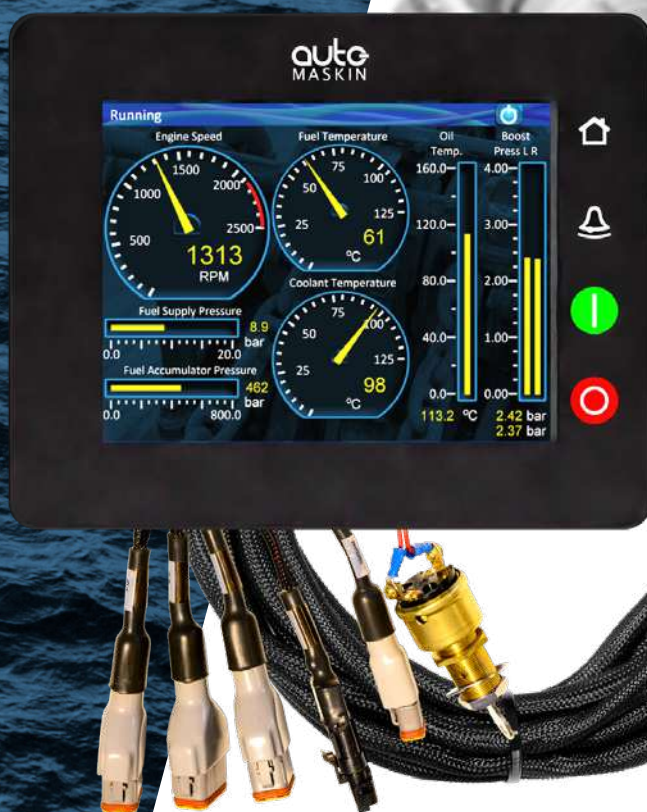 auto
MASKIN
Running
Engine Speed
500
1000
1500
2000
2500
1313
RPM
Fuel Temperature
25
50
75
100
125
61
°C
Oil
Temp.
160.0
120.0
80.0
40.0
0.0
113.2 °C
Boost
Press L R
4.00
3.00
2.00
1.00
0.00
2.42 bar
2.37 bar
Fuel Supply Pressure
8.9
bar
0.0 20.0
Fuel Accumulator Pressure
462
bar
0.0 800.0
Coolant Temperature
25
50
75
100
125
98
°C